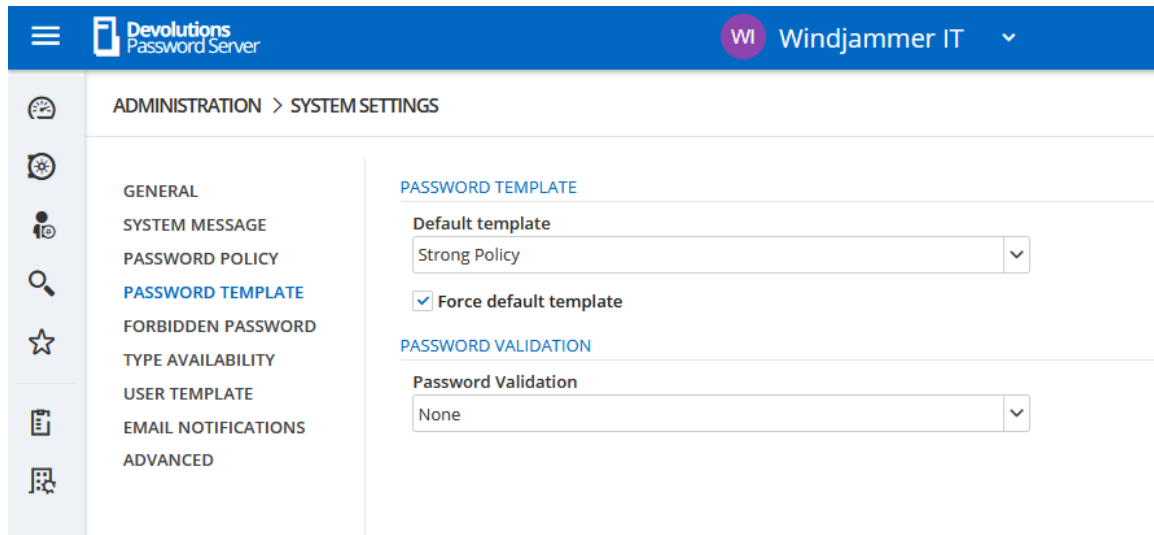 Devolutions
Password Server
WI
Windjammer IT
ADMINISTRATION > SYSTEM SETTINGS
GENERAL
SYSTEM MESSAGE
PASSWORD POLICY
PASSWORD TEMPLATE
FORBIDDEN PASSWORD
TYPE AVAILABILITY
USER TEMPLATE
EMAIL NOTIFICATIONS
ADVANCED
PASSWORD TEMPLATE
Default template
Strong Policy
Force default template
PASSWORD VALIDATION
Password Validation
None